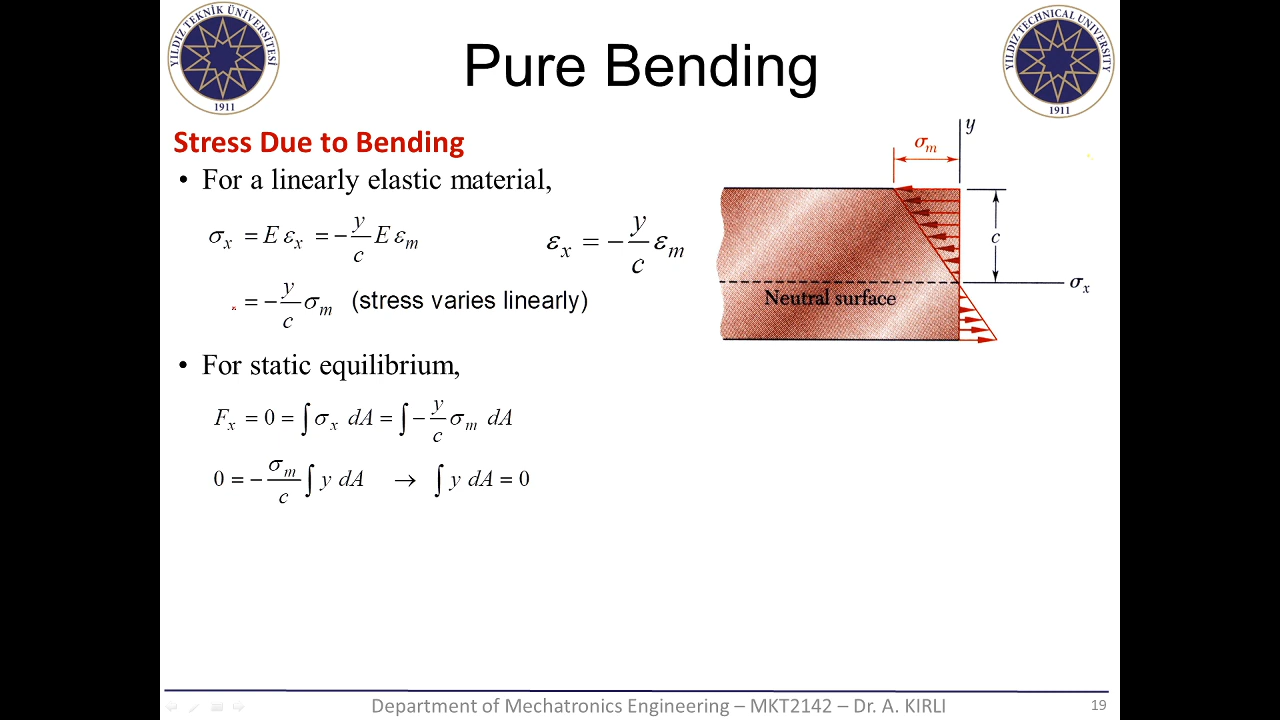 YILDIZ TEKNİK ÜNİVERSİTESİ
1911
Pure Bending
YILDIZ TECHNICAL UNIVERSITY
1911
Stress Due to Bending
• For a linearly elastic material,
σx = E εx = − y/c E εm
εx = − y/c εm
= − y/c σm (stress varies linearly)
• For static equilibrium,
Fx = 0 = ∫ σx dA = ∫ − y/c σm dA
0 = − σm/c ∫ y dA → ∫ y dA = 0
y
σm
c
σx
Neutral surface
Department of Mechatronics Engineering – MKT2142 – Dr. A. KIRLI
19